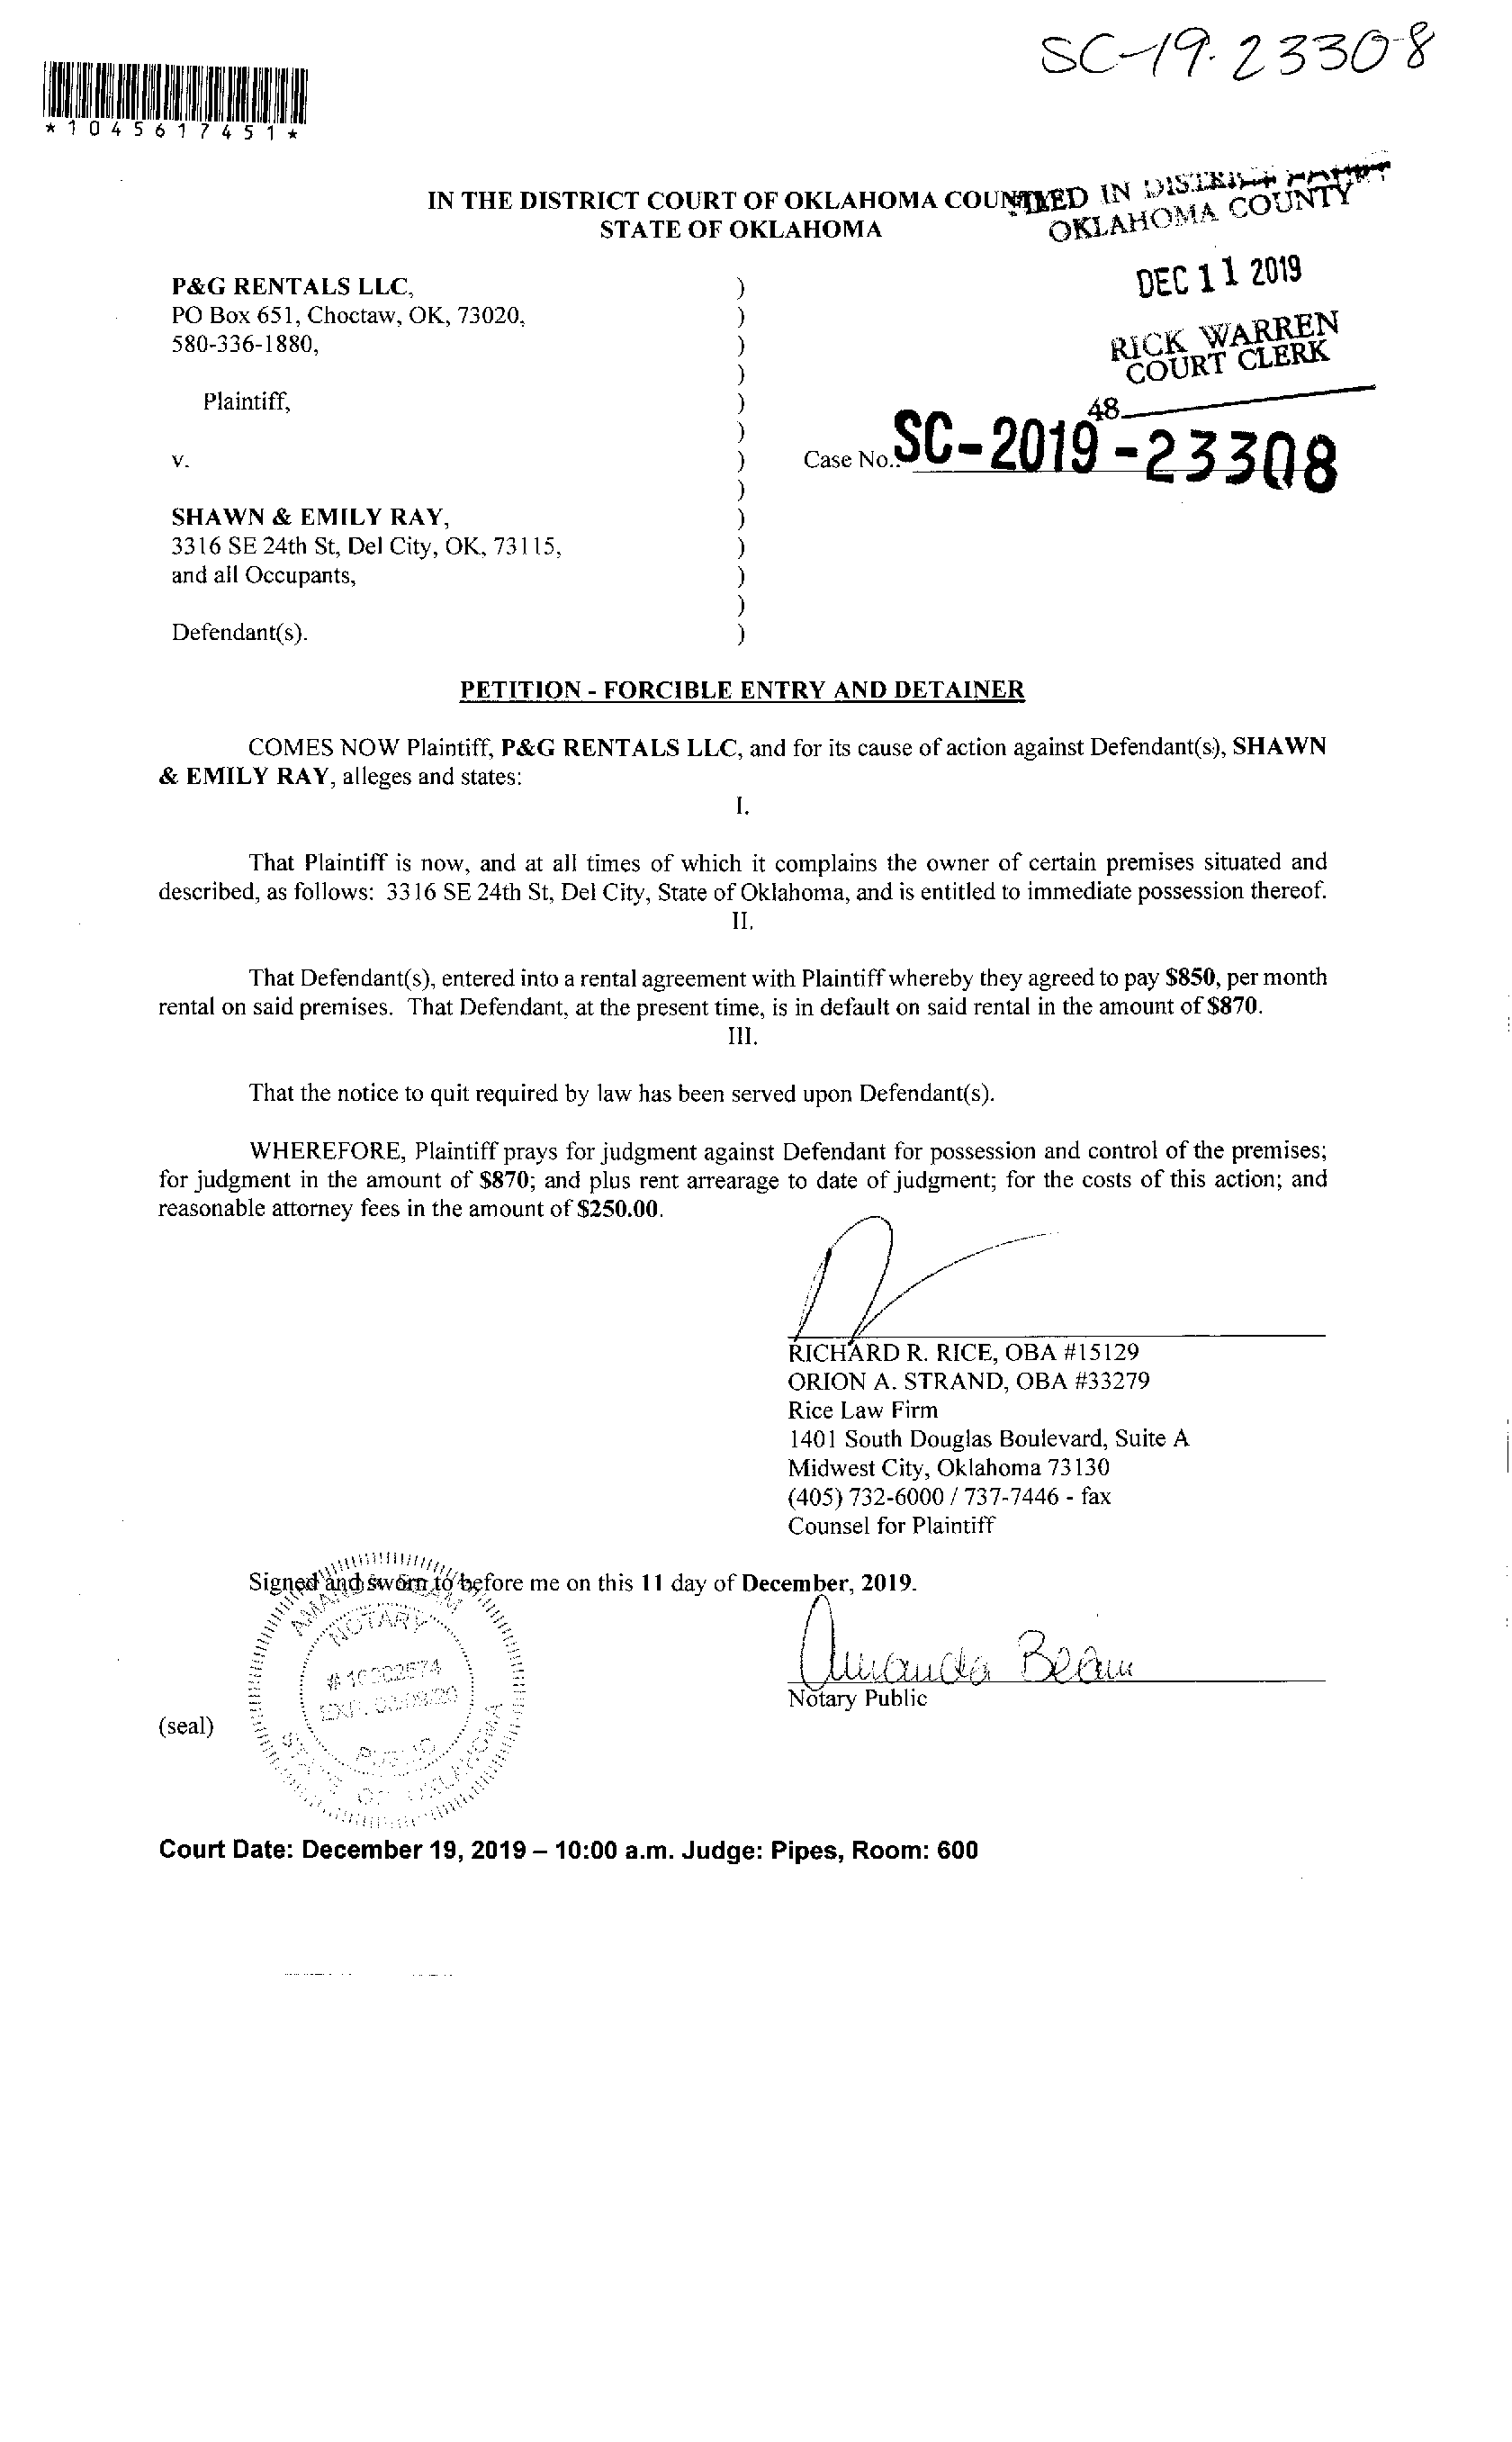 SC-19-23308
*1045617451*
IN THE DISTRICT COURT OF OKLAHOMA COUNTY
STATE OF OKLAHOMA
FILED IN DISTRICT COURT
OKLAHOMA COUNTY
DEC 11 2019
RICK WARREN
COURT CLERK
48
P&G RENTALS LLC, )
PO Box 651, Choctaw, OK, 73020, )
580-336-1880, )
)
Plaintiff, )
)
v. ) Case No.: SC-2019-23308
)
SHAWN & EMILY RAY, )
3316 SE 24th St, Del City, OK, 73115, )
and all Occupants, )
)
Defendant(s). )
PETITION - FORCIBLE ENTRY AND DETAINER
COMES NOW Plaintiff, P&G RENTALS LLC, and for its cause of action against Defendant(s), SHAWN
& EMILY RAY, alleges and states:
I.
That Plaintiff is now, and at all times of which it complains the owner of certain premises situated and
described, as follows: 3316 SE 24th St, Del City, State of Oklahoma, and is entitled to immediate possession thereof.
II.
That Defendant(s), entered into a rental agreement with Plaintiff whereby they agreed to pay $850, per month
rental on said premises. That Defendant, at the present time, is in default on said rental in the amount of $870.
III.
That the notice to quit required by law has been served upon Defendant(s).
WHEREFORE, Plaintiff prays for judgment against Defendant for possession and control of the premises;
for judgment in the amount of $870; and plus rent arrearage to date of judgment; for the costs of this action; and
reasonable attorney fees in the amount of $250.00.
RICHARD R. RICE, OBA #15129
ORION A. STRAND, OBA #33279
Rice Law Firm
1401 South Douglas Boulevard, Suite A
Midwest City, Oklahoma 73130
(405) 732-6000 / 737-7446 - fax
Counsel for Plaintiff
Signed and sworn to before me on this 11 day of December, 2019.
Amanda Beam
Notary Public
(seal)
AMANDA BEAM
NOTARY
PUBLIC
STATE OF OKLAHOMA
Court Date: December 19, 2019 – 10:00 a.m. Judge: Pipes, Room: 600